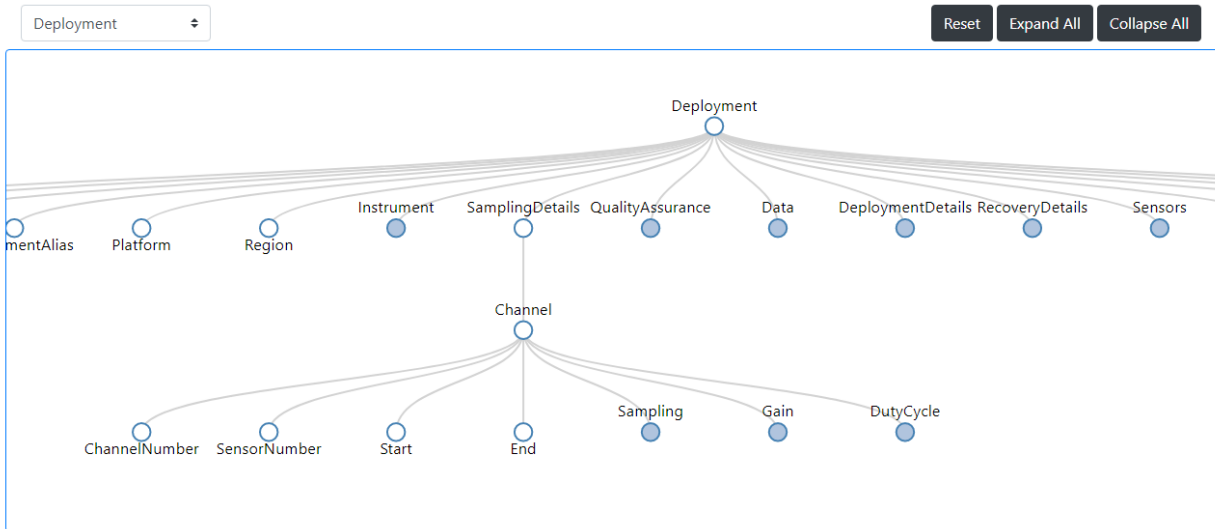 Deployment
Reset
Expand All
Collapse All
Deployment
Instrument
SamplingDetails
QualityAssurance
Data
DeploymentDetails
RecoveryDetails
Sensors
mentAlias
Platform
Region
Channel
Sampling
Gain
DutyCycle
ChannelNumber
SensorNumber
Start
End